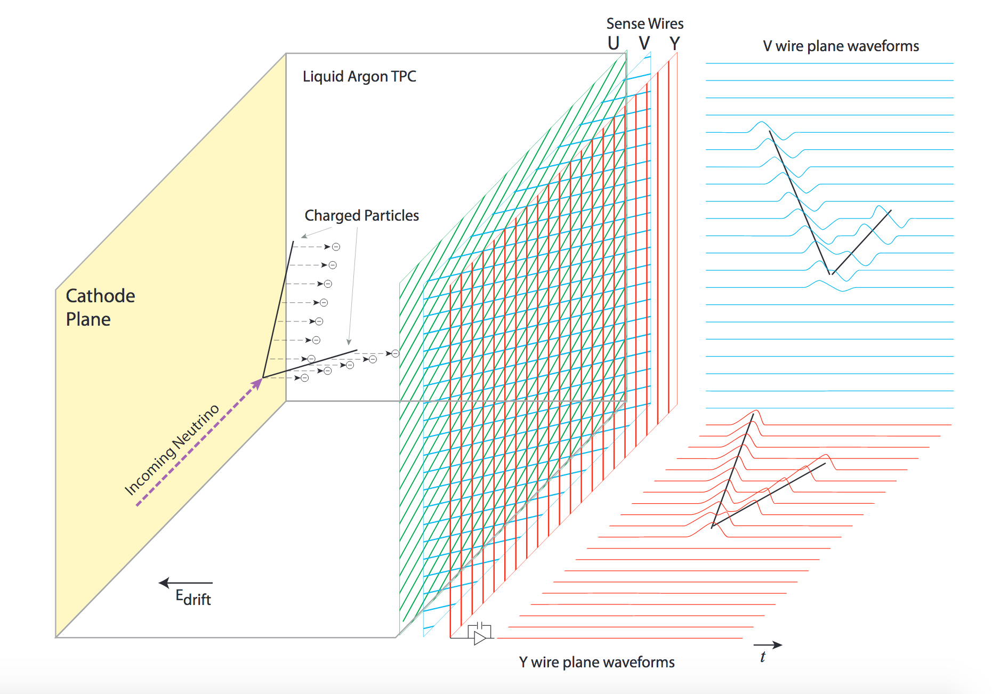 Sense Wires
U V Y
V wire plane waveforms
Liquid Argon TPC
Charged Particles
Cathode
Plane
Incoming Neutrino
Edrift
t
Y wire plane waveforms